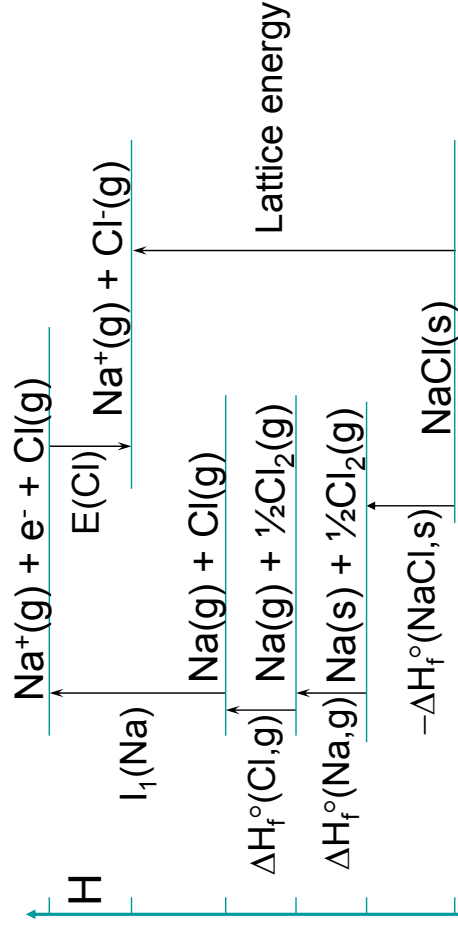 H
Na⁺(g) + e⁻ + Cl(g)
E(Cl)
Na⁺(g) + Cl⁻(g)
I₁(Na)
Na(g) + Cl(g)
ΔH_f°(Cl,g)
Na(g) + ½Cl₂(g)
ΔH_f°(Na,g)
Na(s) + ½Cl₂(g)
−ΔH_f°(NaCl,s)
NaCl(s)
Lattice energy